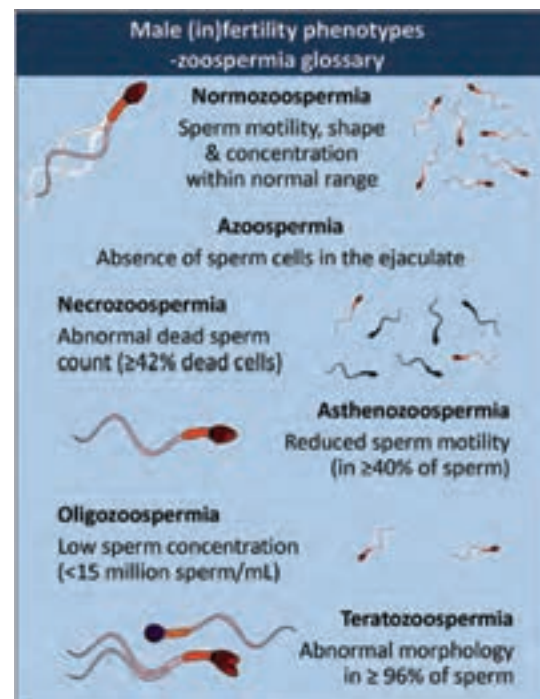 Male (in)fertility phenotypes
-zoospermia glossary
Normozoospermia
Sperm motility, shape
& concentration
within normal range
Azoospermia
Absence of sperm cells in the ejaculate
Necrozoospermia
Abnormal dead sperm
count (≥42% dead cells)
Asthenozoospermia
Reduced sperm motility
(in ≥40% of sperm)
Oligozoospermia
Low sperm concentration
(<15 million sperm/mL)
Teratozoospermia
Abnormal morphology
in ≥ 96% of sperm